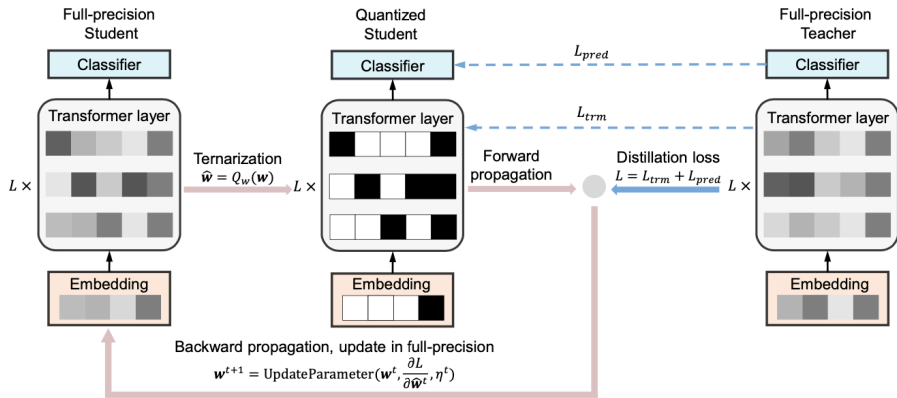 Full-precision
Student
Quantized
Student
Full-precision
Teacher
Classifier
Classifier
Classifier
L_pred
Transformer layer
Transformer layer
Transformer layer
L_trm
Ternarization
ŵ = Q_w(w)
Forward
propagation
Distillation loss
L = L_trm + L_pred
L ×
L ×
L ×
Embedding
Embedding
Embedding
Backward propagation, update in full-precision
w^{t+1} = UpdateParameter(w^t, ∂L/∂ŵ^t, η^t)